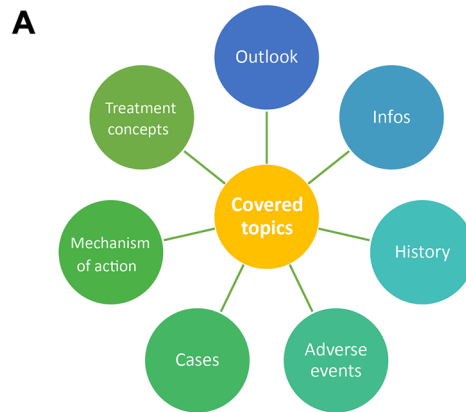 A
Outlook
Infos
History
Adverse
events
Cases
Mechanism
of action
Treatment
concepts
Covered
topics